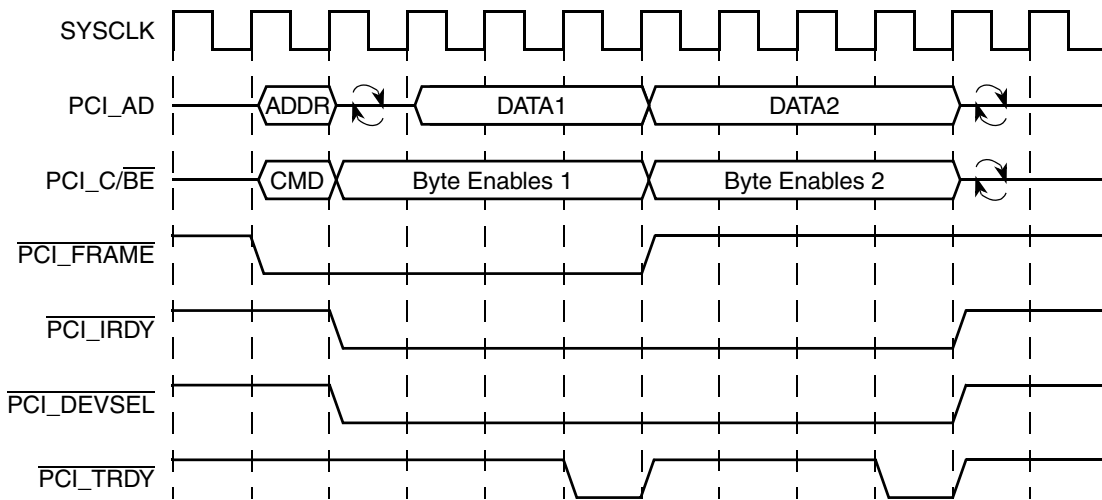 SYSCLK
PCI_AD ADDR DATA1 DATA2
PCI_C/BE CMD Byte Enables 1 Byte Enables 2
PCI_FRAME
PCI_IRDY
PCI_DEVSEL
PCI_TRDY